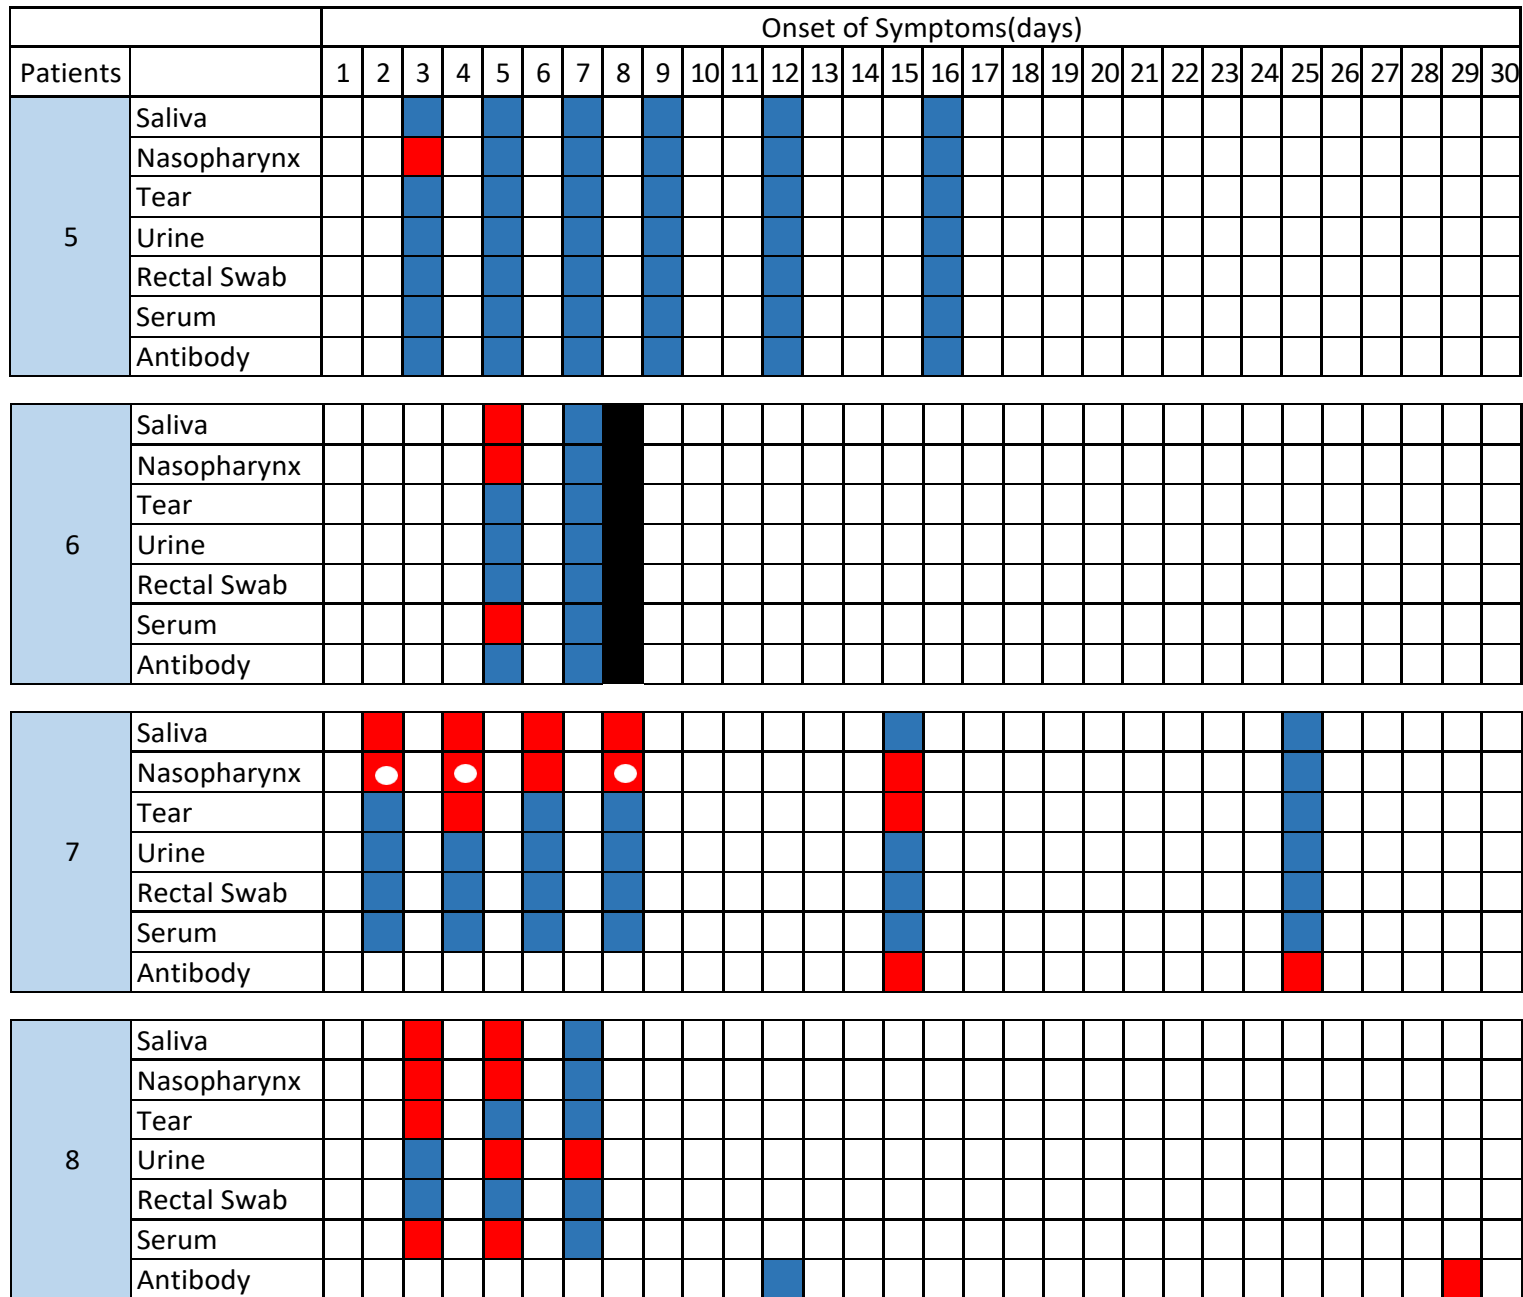 Onset of Symptoms(days)
Patients 1 2 3 4 5 6 7 8 9 10 11 12 13 14 15 16 17 18 19 20 21 22 23 24 25 26 27 28 29 30
Saliva
Nasopharynx
Tear
5 Urine
Rectal Swab
Serum
Antibody
Saliva
Nasopharynx
Tear
6 Urine
Rectal Swab
Serum
Antibody
Saliva
Nasopharynx
Tear
7 Urine
Rectal Swab
Serum
Antibody
Saliva
Nasopharynx
Tear
8 Urine
Rectal Swab
Serum
Antibody